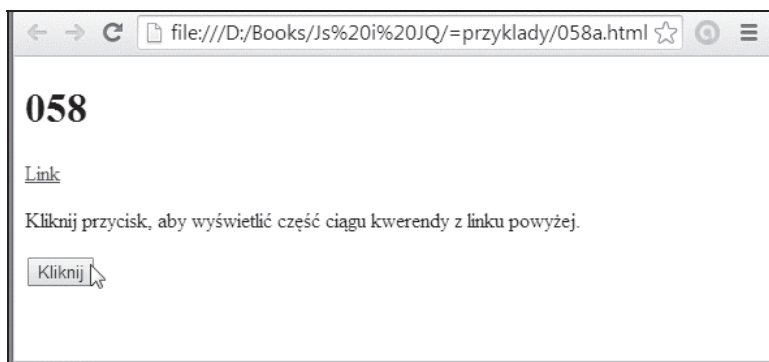 file:///D:/Books/Js%20i%20JQ/=przyklady/058a.html
058
Link
Kliknij przycisk, aby wyświetlić część ciągu kwerendy z linku powyżej.
Kliknij